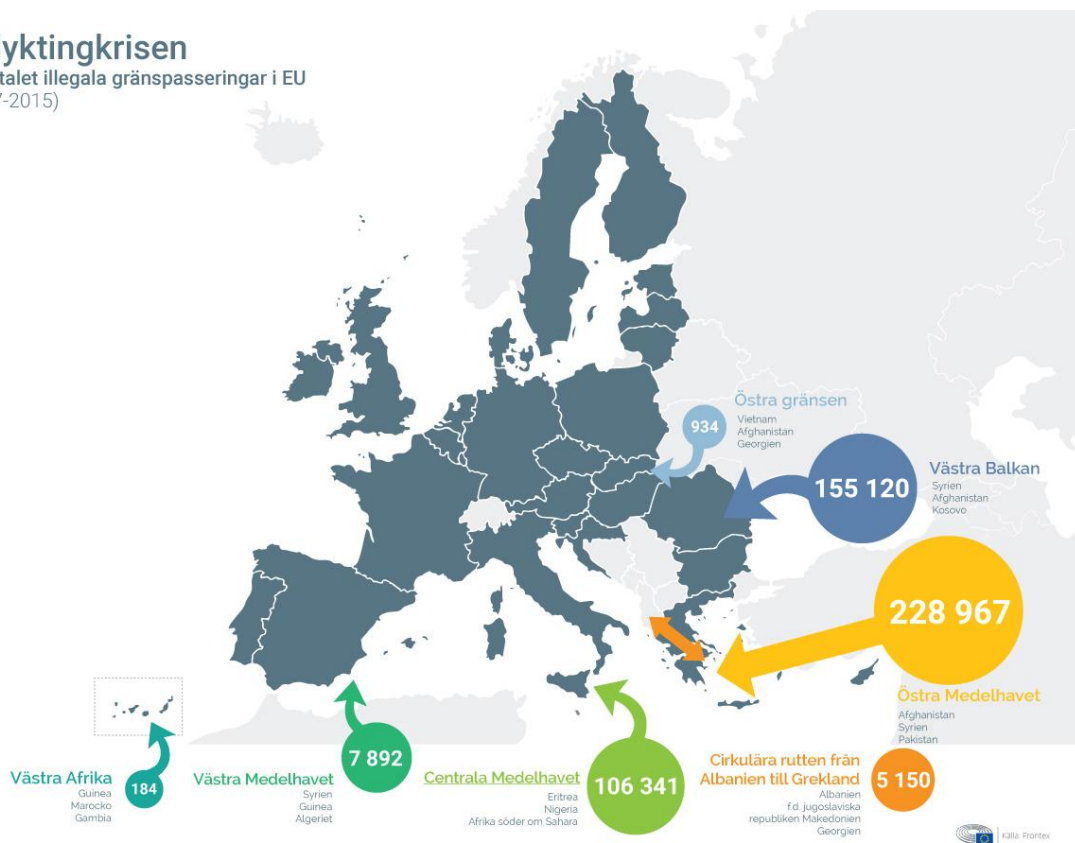 lyktingkrisen
talet illegala gränspasseringar i EU
-2015)
Östra gränsen
934
Vietnam
Afghanistan
Georgien
Västra Balkan
155 120
Syrien
Afghanistan
Kosovo
228 967
Östra Medelhavet
Afghanistan
Syrien
Pakistan
Västra Afrika
184
Guinea
Marocko
Gambia
Västra Medelhavet
7 892
Syrien
Guinea
Algeriet
Centrala Medelhavet
106 341
Eritrea
Nigeria
Afrika söder om Sahara
Cirkulära rutten från
Albanien till Grekland
5 150
Albanien
f.d. jugoslaviska
republiken Makedonien
Georgien
Källa: Frontex